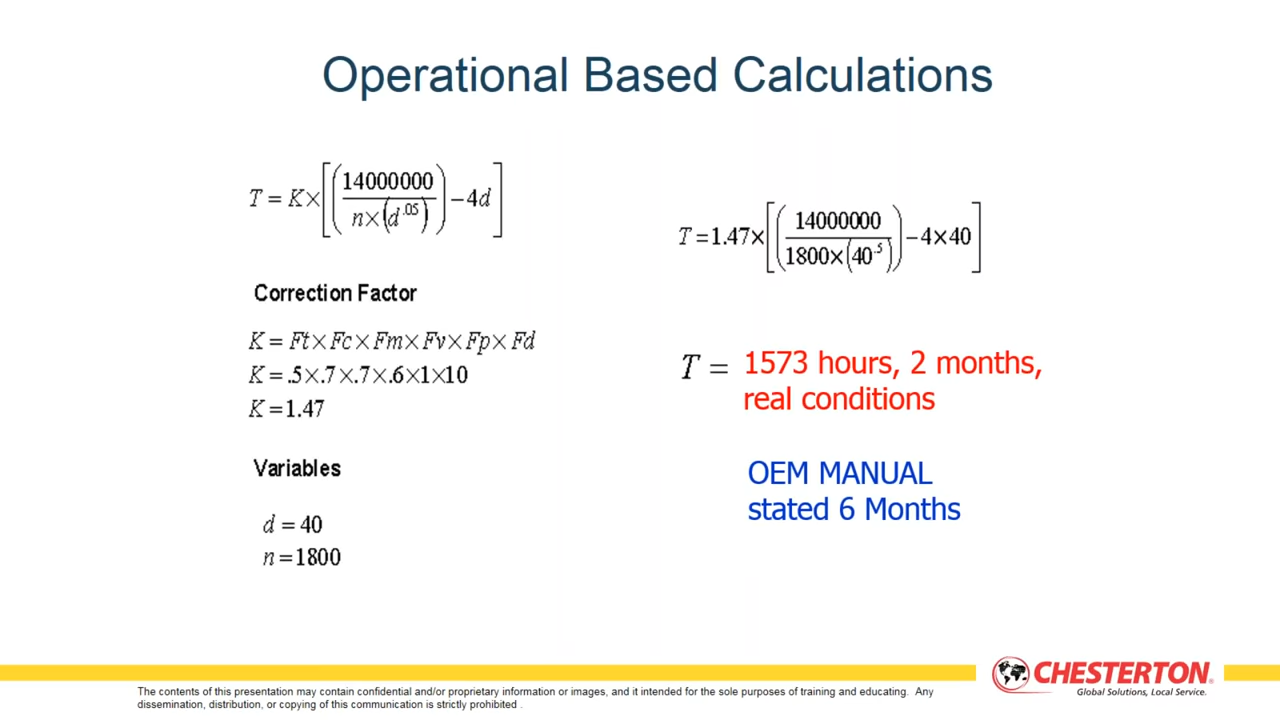 Operational Based Calculations
T = K × [ ( 14000000 / n × (d^.05) ) − 4d ]
Correction Factor
K = Ft × Fc × Fm × Fv × Fp × Fd
K = .5 × .7 × .7 × .6 × 1 × 10
K = 1.47
Variables
d = 40
n = 1800
T = 1.47 × [ ( 14000000 / 1800 × (40^.5) ) − 4 × 40 ]
T = 1573 hours, 2 months,
real conditions
OEM MANUAL
stated 6 Months
CHESTERTON®
Global Solutions, Local Service.
The contents of this presentation may contain confidential and/or proprietary information or images, and it intended for the sole purposes of training and educating. Any
dissemination, distribution, or copying of this communication is strictly prohibited .